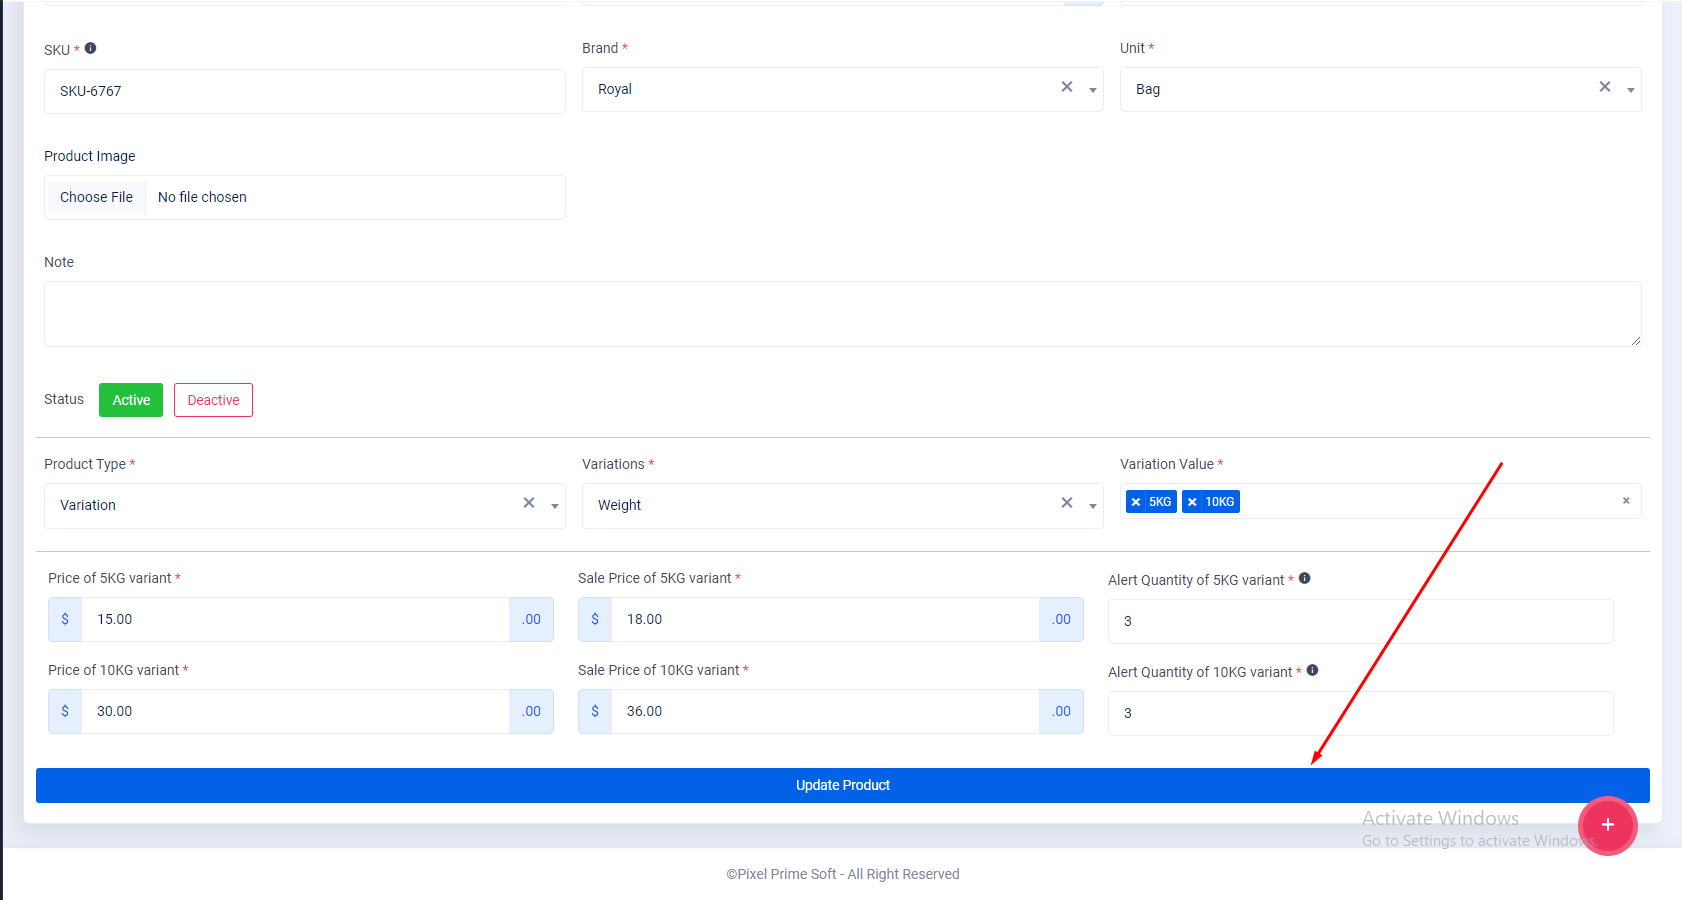 SKU *
Brand *
Unit *
SKU-6767
Royal
Bag
Product Image
Choose File No file chosen
Note
Status Active Deactive
Product Type *
Variations *
Variation Value *
Variation
Weight
× 5KG × 10KG
Price of 5KG variant *
Sale Price of 5KG variant *
Alert Quantity of 5KG variant *
$ 15.00 .00
$ 18.00 .00
3
Price of 10KG variant *
Sale Price of 10KG variant *
Alert Quantity of 10KG variant *
$ 30.00 .00
$ 36.00 .00
3
Update Product
Activate Windows
Go to Settings to activate Windows.
©Pixel Prime Soft - All Right Reserved